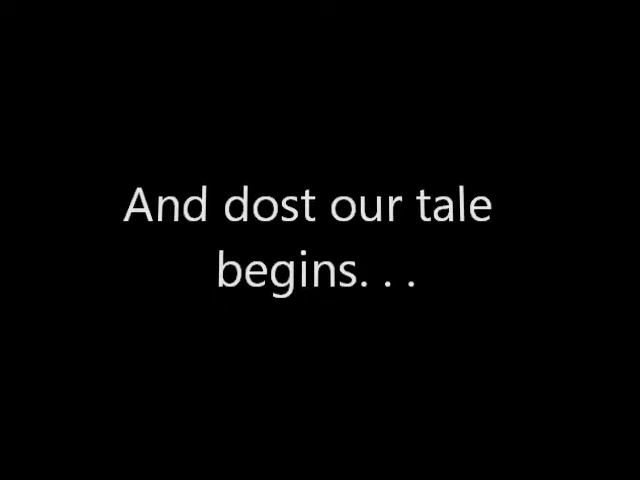 And dost our tale
begins. . .